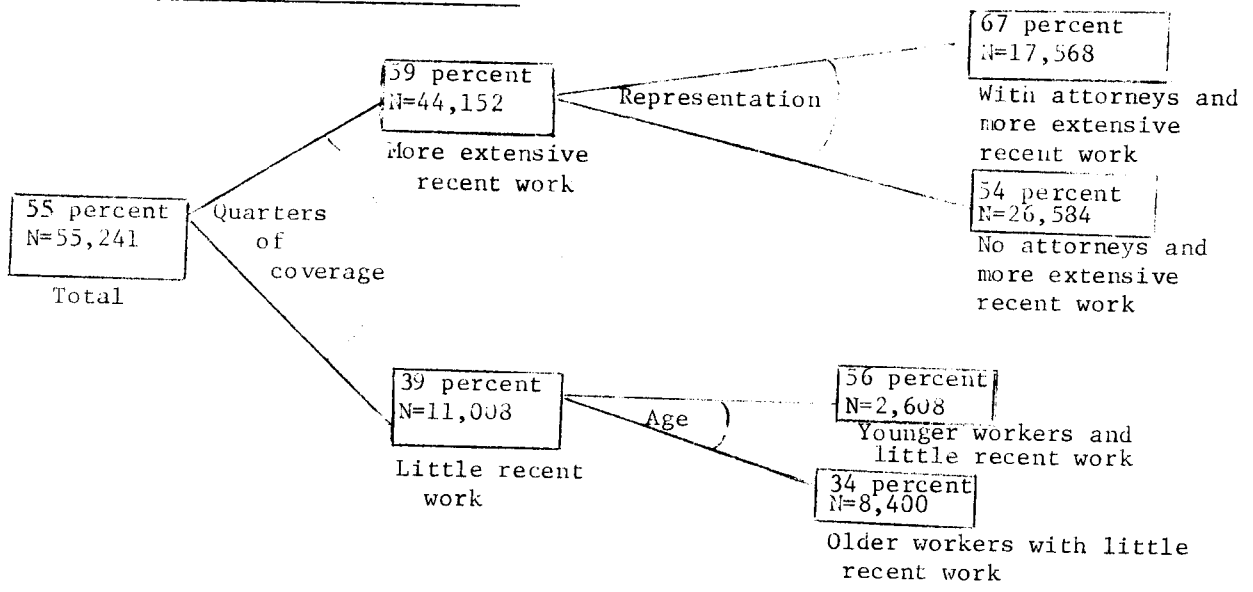 67 percent
N=17,568
With attorneys and
more extensive
recent work
59 percent
N=44,152
More extensive
recent work
Representation
54 percent
N=26,584
No attorneys and
more extensive
recent work
55 percent
N=55,241
Total
Quarters
of
coverage
39 percent
N=11,008
Little recent
work
Age
56 percent
N=2,608
Younger workers and
little recent work
34 percent
N=8,400
Older workers with little
recent work